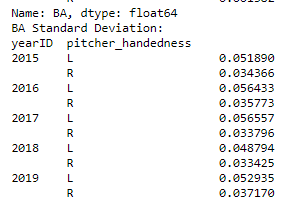 Name: BA, dtype: float64
BA Standard Deviation:
yearID  pitcher_handedness
2015    L                     0.051890
        R                     0.034366
2016    L                     0.056433
        R                     0.035773
2017    L                     0.056557
        R                     0.033796
2018    L                     0.048794
        R                     0.033425
2019    L                     0.052935
        R                     0.037170